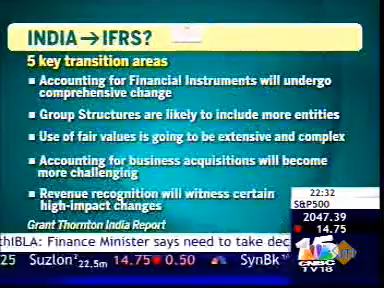 INDIA → IFRS?
5 key transition areas
Accounting for Financial Instruments will undergo
comprehensive change
Group Structures are likely to include more entities
Use of fair values is going to be extensive and complex
Accounting for business acquisitions will become
more challenging
Revenue recognition will witness certain
high-impact changes
Grant Thornton India Report
22:32
S&P500
2047.39
14.75
IBLA: Finance Minister says need to take dec
25 Suzlon 22,5m 14.75 0.50 SynBk
CNBC
TV18